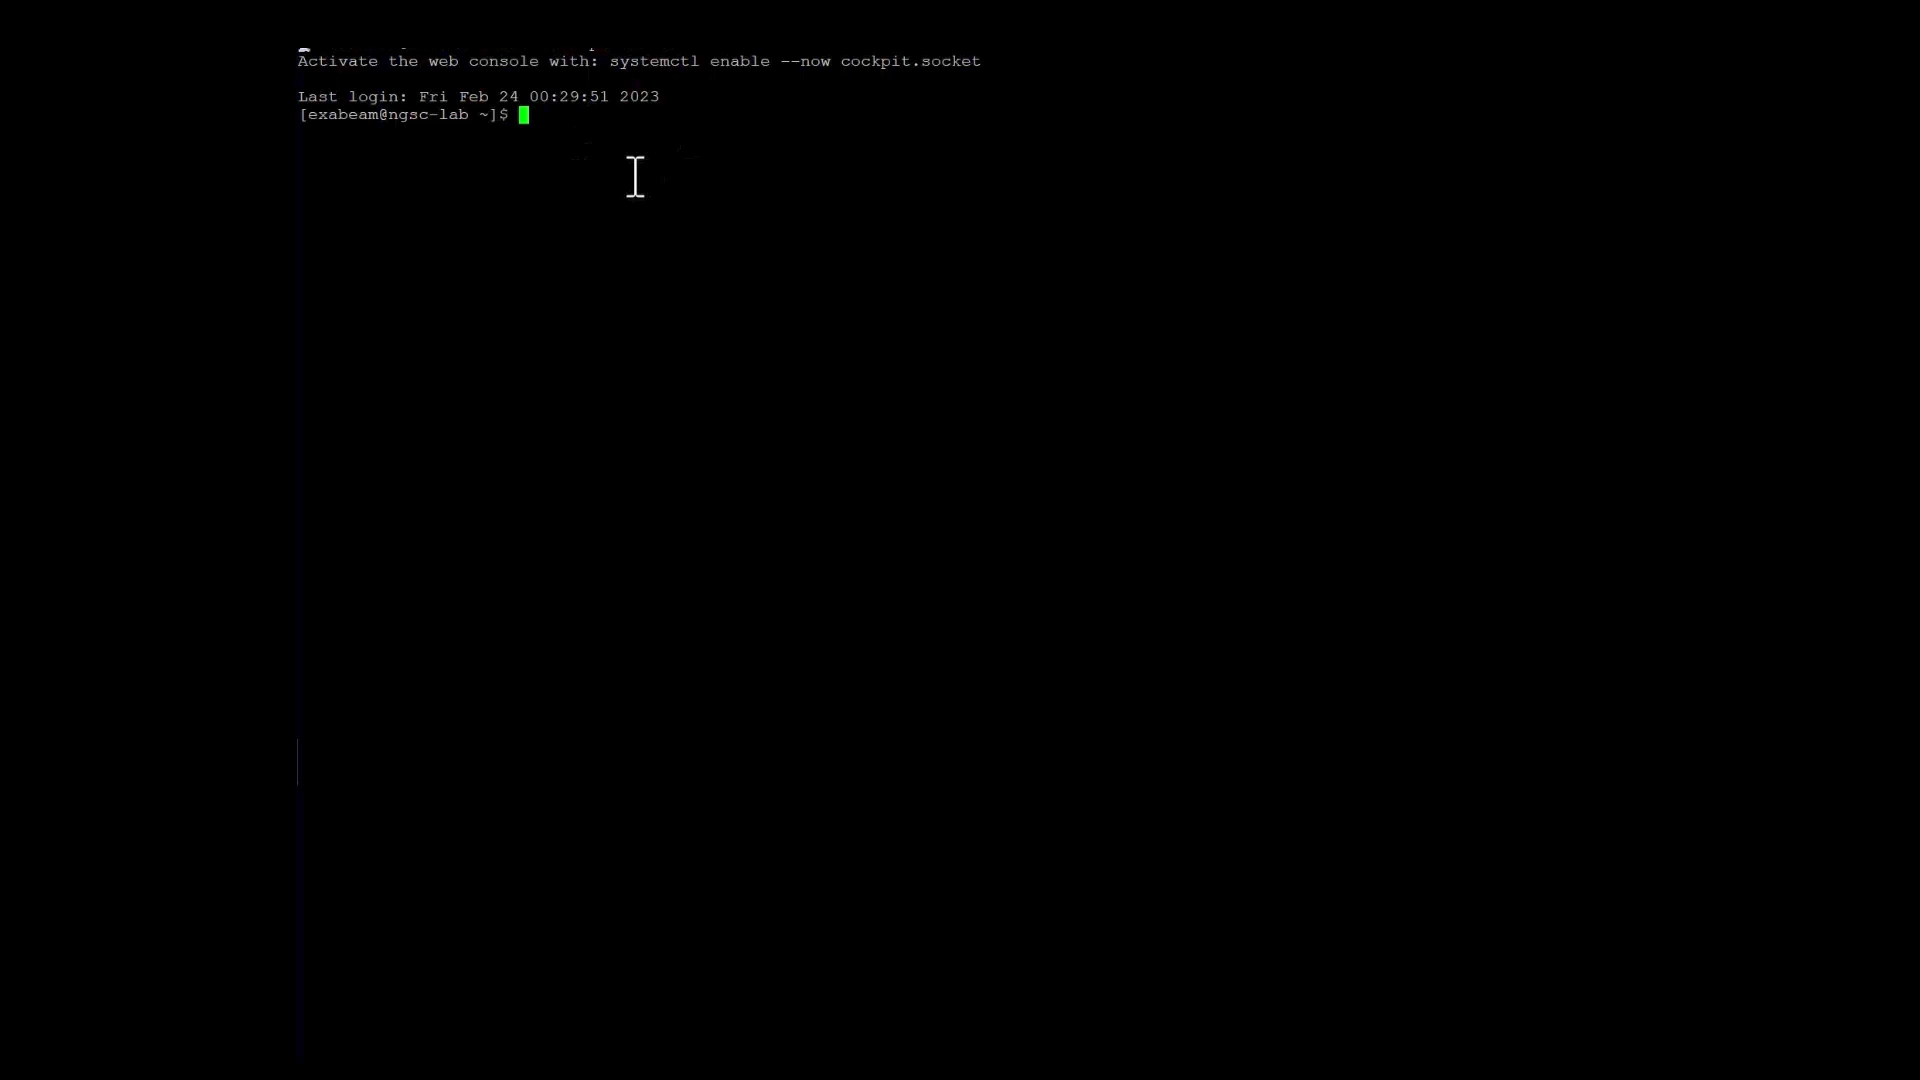 Activate the web console with: systemctl enable --now cockpit.socket
Last login: Fri Feb 24 00:29:51 2023
[exabeam@ngsc-lab ~]$